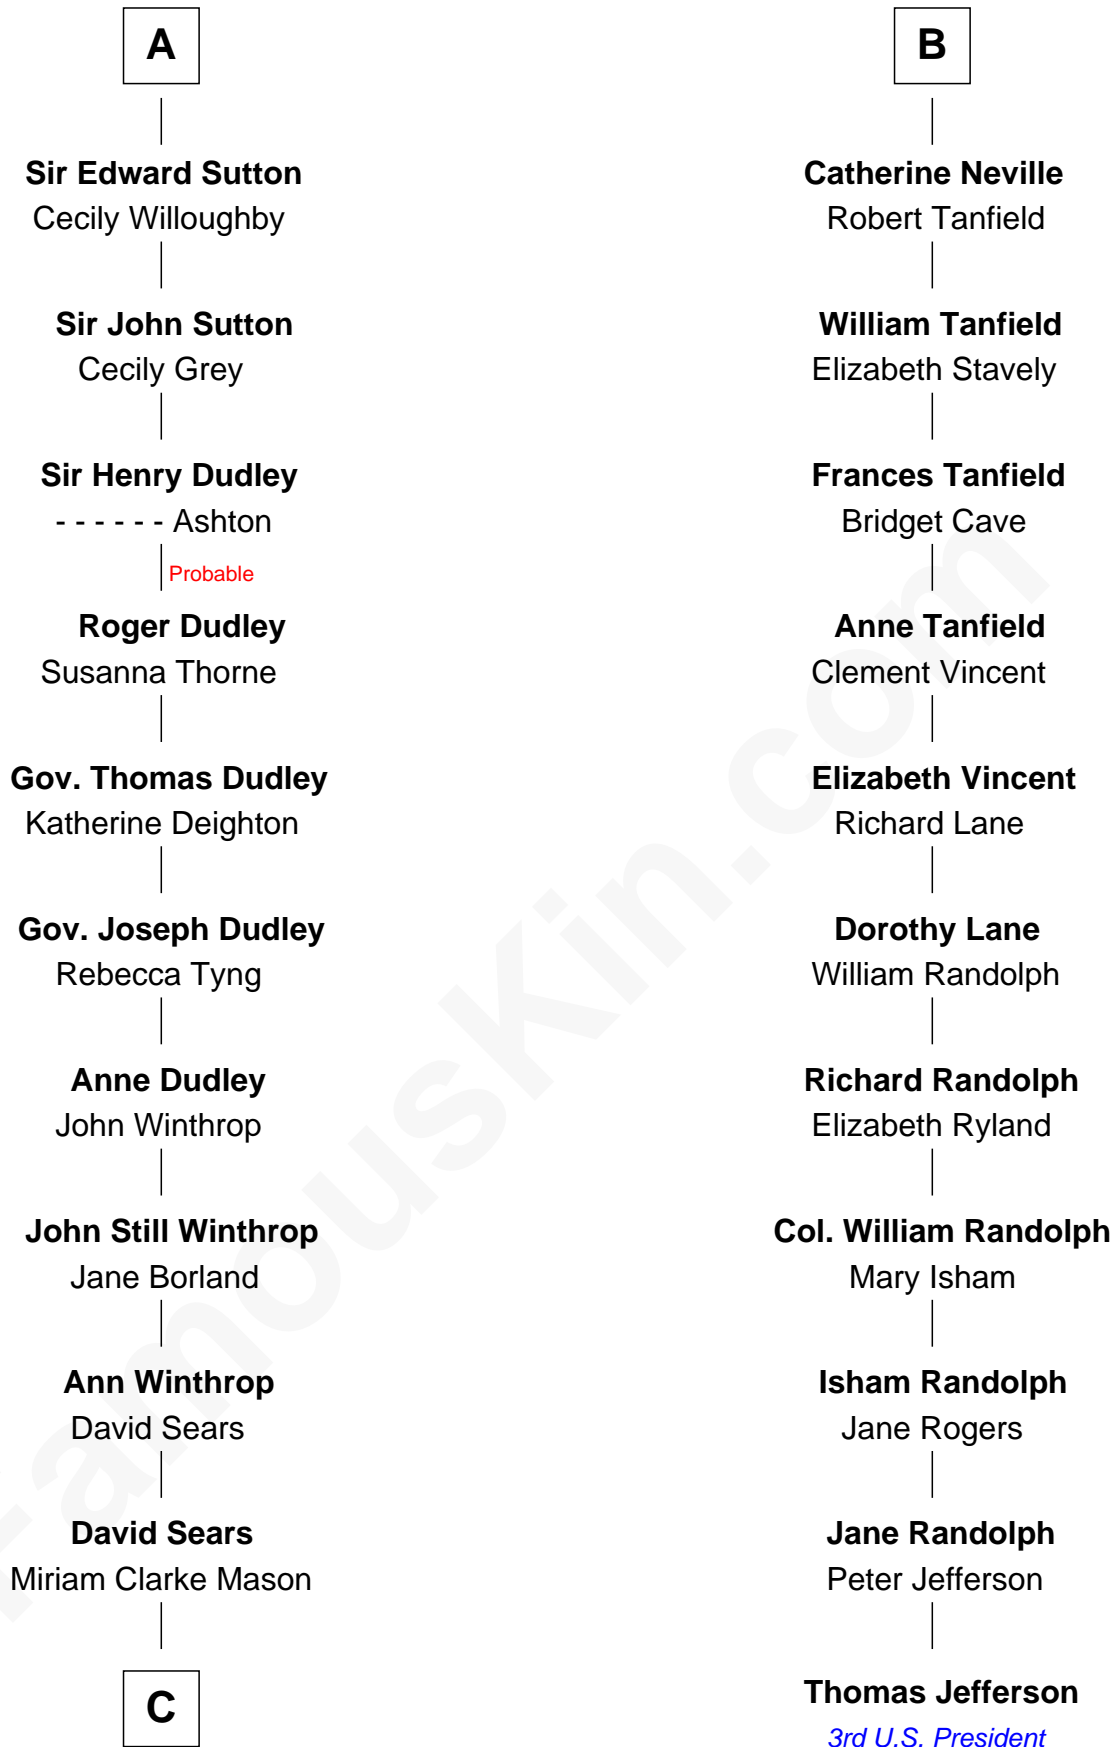 A
Sir Edward Sutton
Cecily Willoughby
Sir John Sutton
Cecily Grey
Sir Henry Dudley
- - - - - - Ashton
Probable
Roger Dudley
Susanna Thorne
Gov. Thomas Dudley
Katherine Deighton
Gov. Joseph Dudley
Rebecca Tyng
Anne Dudley
John Winthrop
John Still Winthrop
Jane Borland
Ann Winthrop
David Sears
David Sears
Miriam Clarke Mason
C
B
Catherine Neville
Robert Tanfield
William Tanfield
Elizabeth Stavely
Frances Tanfield
Bridget Cave
Anne Tanfield
Clement Vincent
Elizabeth Vincent
Richard Lane
Dorothy Lane
William Randolph
Richard Randolph
Elizabeth Ryland
Col. William Randolph
Mary Isham
Isham Randolph
Jane Rogers
Jane Randolph
Peter Jefferson
Thomas Jefferson
3rd U.S. President
FamousKin.com